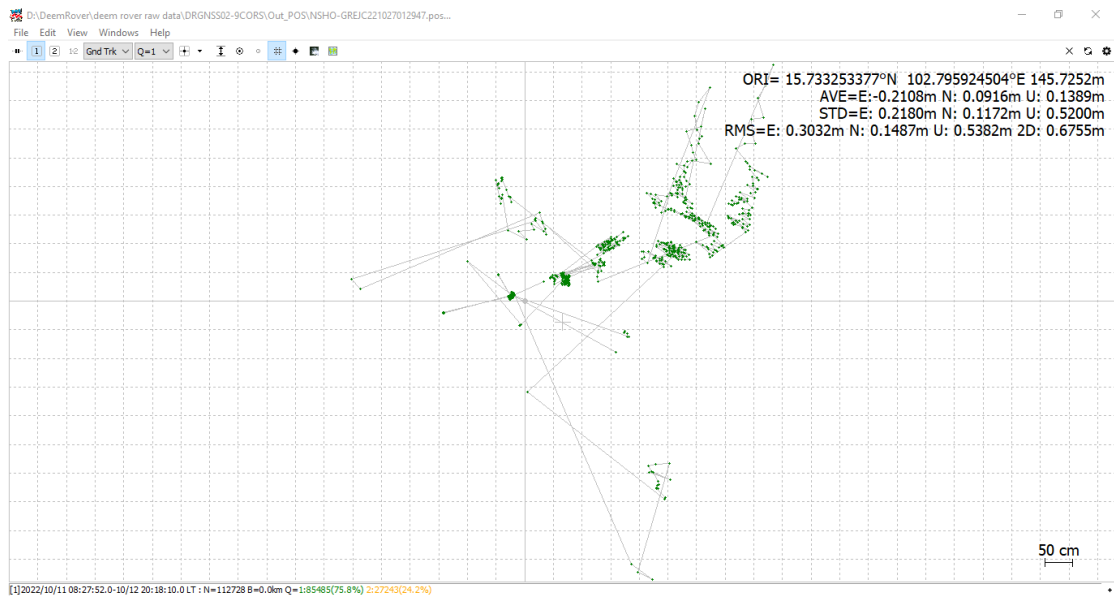 D:\DeemRover\deem rover raw data\DRGNSS02-9CORS\Out_POS\NSHO-GREJC221027012947.pos...
File Edit View Windows Help
1 2 1-2 Gnd Trk Q=1
ORI= 15.733253377°N 102.795924504°E 145.7252m
AVE=E:-0.2108m N: 0.0916m U: 0.1389m
STD=E: 0.2180m N: 0.1172m U: 0.5200m
RMS=E: 0.3032m N: 0.1487m U: 0.5382m 2D: 0.6755m
50 cm
[1]2022/10/11 08:27:52.0-10/12 20:18:10.0 LT : N=112728 B=0.0km Q=1:85485(75.8%) 2:27243(24.2%)